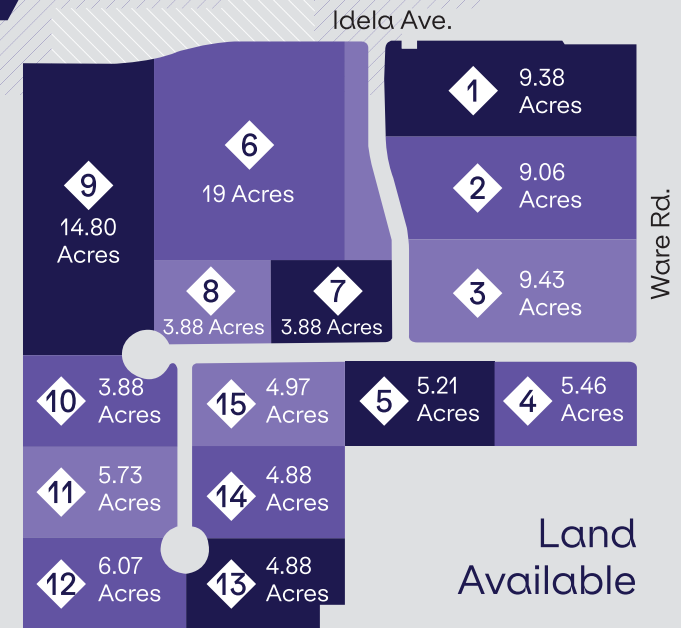 Idela Ave.
1
9.38
Acres
6
19 Acres
2
9.06
Acres
9
14.80
Acres
Ware Rd.
3
9.43
Acres
8
3.88 Acres
7
3.88 Acres
10
3.88
Acres
15
4.97
Acres
5
5.21
Acres
4
5.46
Acres
11
5.73
Acres
14
4.88
Acres
Land
Available
12
6.07
Acres
13
4.88
Acres